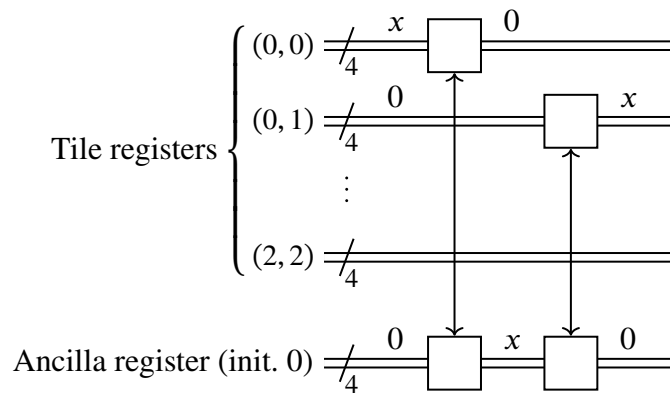 (0, 0) 4 x 0
(0, 1) 4 0 x
Tile registers
⋮
(2, 2) 4
Ancilla register (init. 0) 4 0 x 0